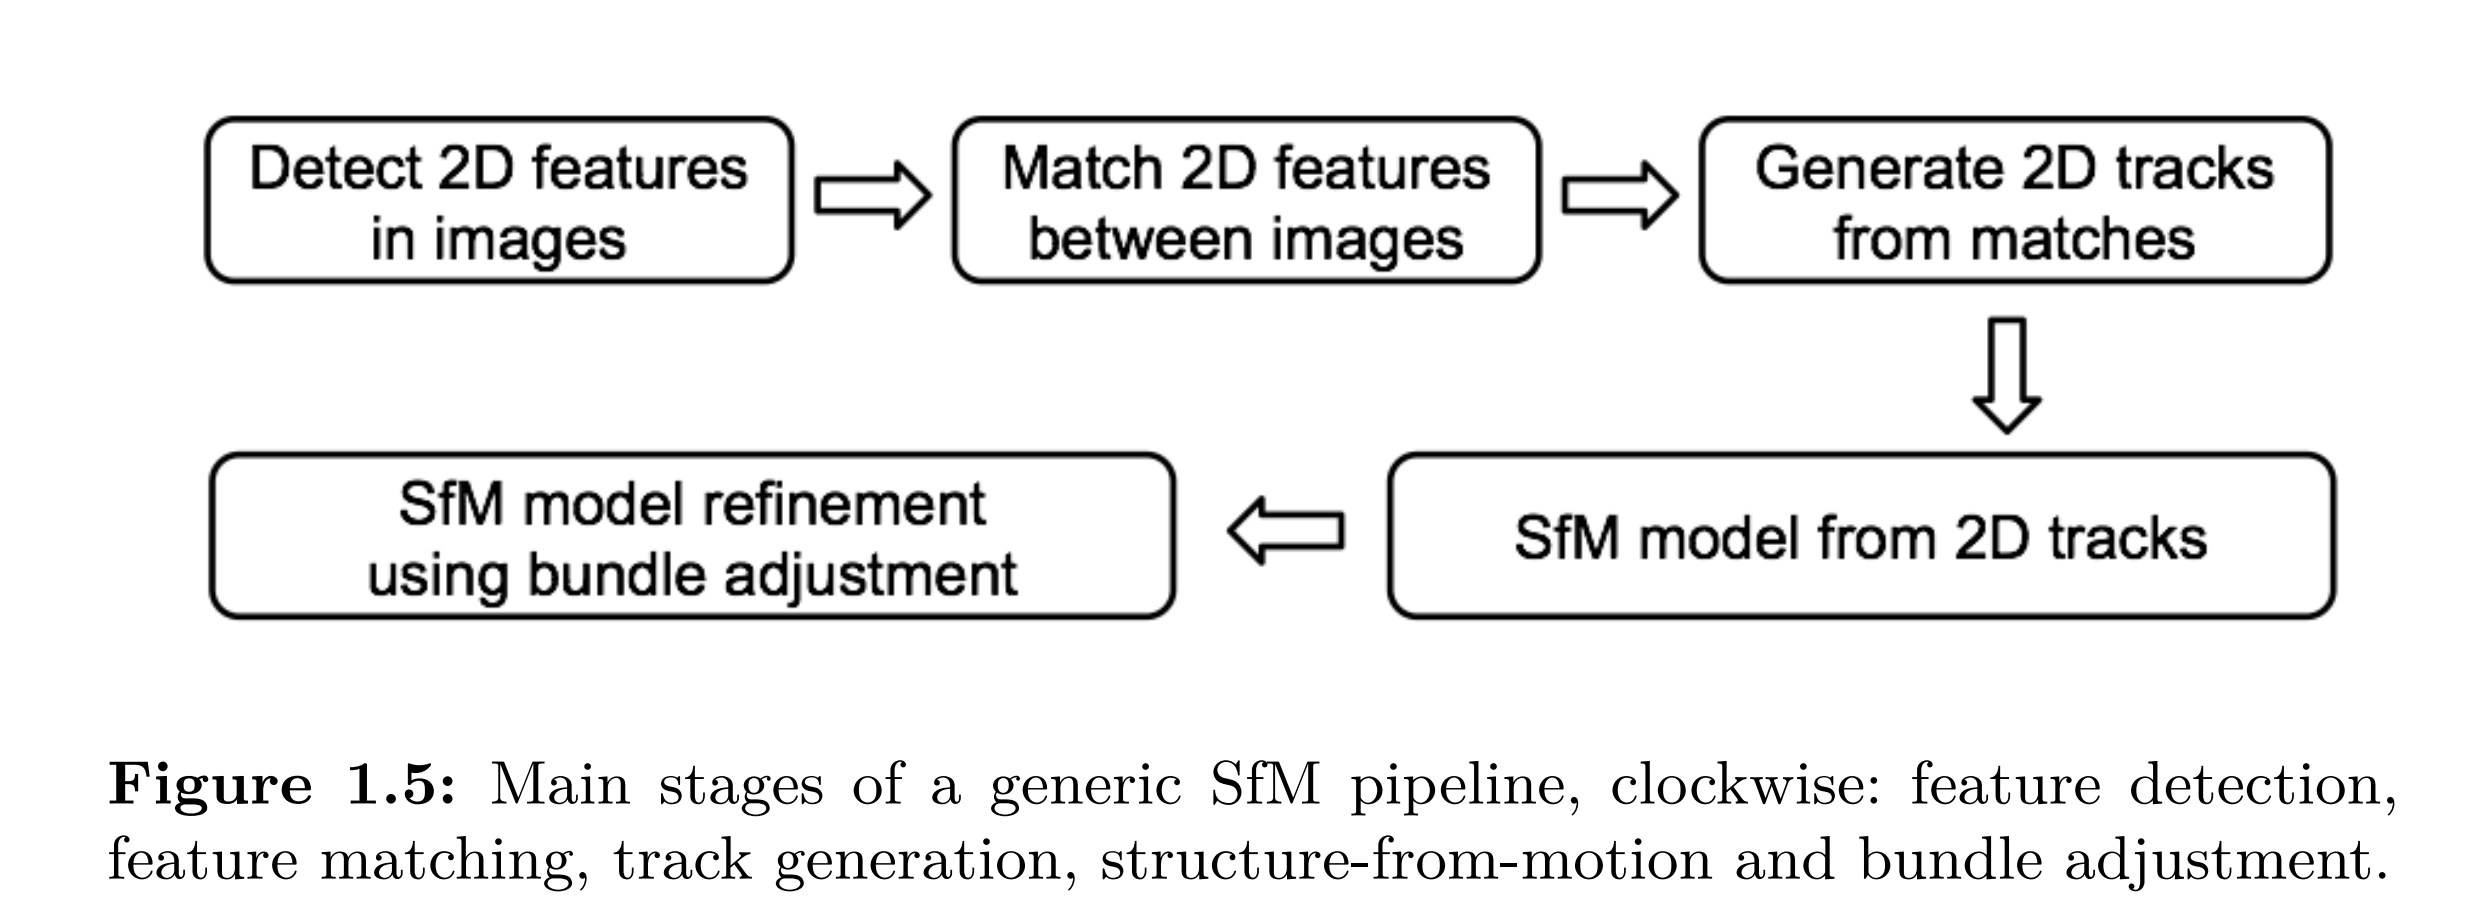 Detect 2D features
in images
Match 2D features
between images
Generate 2D tracks
from matches
SfM model from 2D tracks
SfM model refinement
using bundle adjustment
Figure 1.5: Main stages of a generic SfM pipeline, clockwise: feature detection,
feature matching, track generation, structure-from-motion and bundle adjustment.